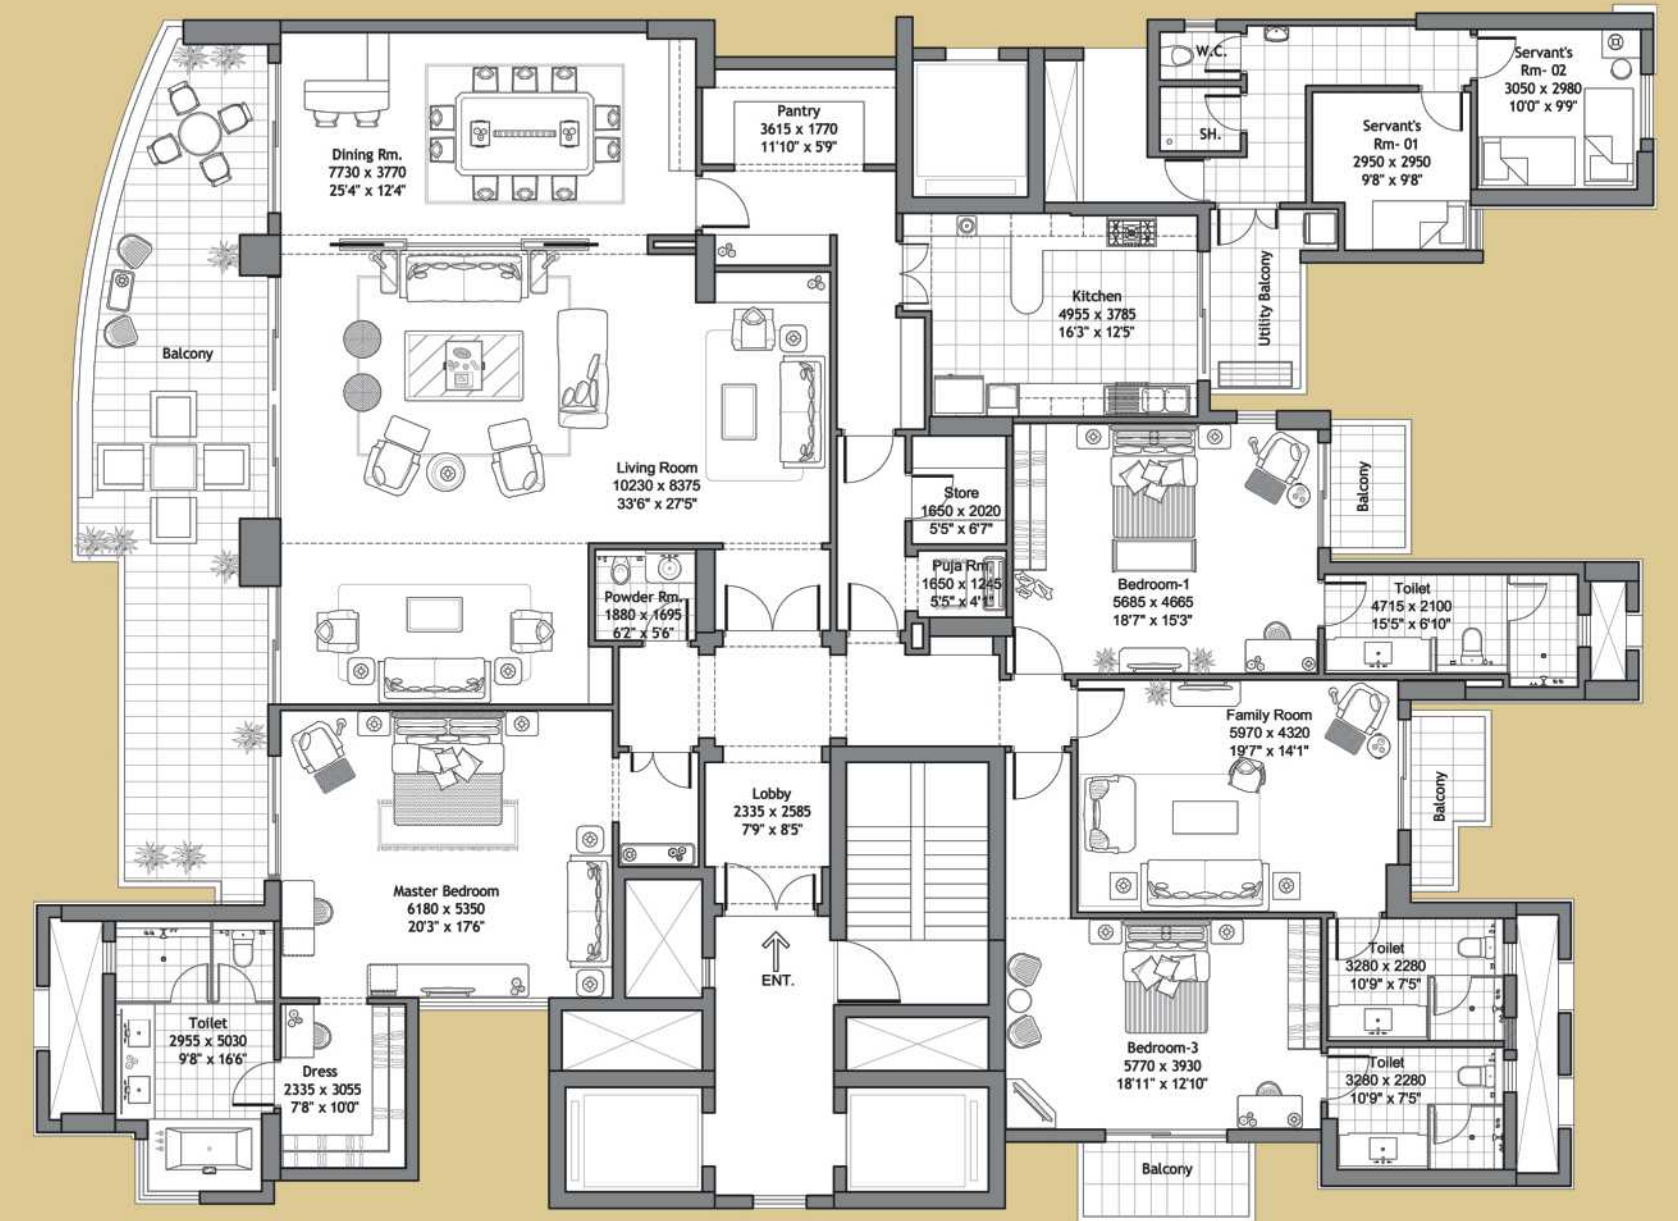 W.C.
Servant's
Rm- 02
3050 x 2980
10'0" x 9'9"
Pantry
3615 x 1770
11'10" x 5'9"
SH.
Servant's
Rm- 01
2950 x 2950
9'8" x 9'8"
Dining Rm.
7730 x 3770
25'4" x 12'4"
Kitchen
4955 x 3785
16'3" x 12'5"
Utility Balcony
Balcony
Living Room
10230 x 8375
33'6" x 27'5"
Store
1650 x 2020
5'5" x 6'7"
Balcony
Puja Rm.
1650 x 1245
5'5" x 4'1"
Bedroom-1
5685 x 4665
18'7" x 15'3"
Toilet
4715 x 2100
15'5" x 6'10"
Powder Rm.
1880 x 1695
6'2" x 5'6"
Family Room
5970 x 4320
19'7" x 14'1"
Balcony
Lobby
2335 x 2585
7'9" x 8'5"
Master Bedroom
6180 x 5350
20'3" x 17'6"
ENT.
Toilet
3280 x 2280
10'9" x 7'5"
Toilet
2955 x 5030
9'8" x 16'6"
Dress
2335 x 3055
7'8" x 10'0"
Bedroom-3
5770 x 3930
18'11" x 12'10"
Toilet
3280 x 2280
10'9" x 7'5"
Balcony